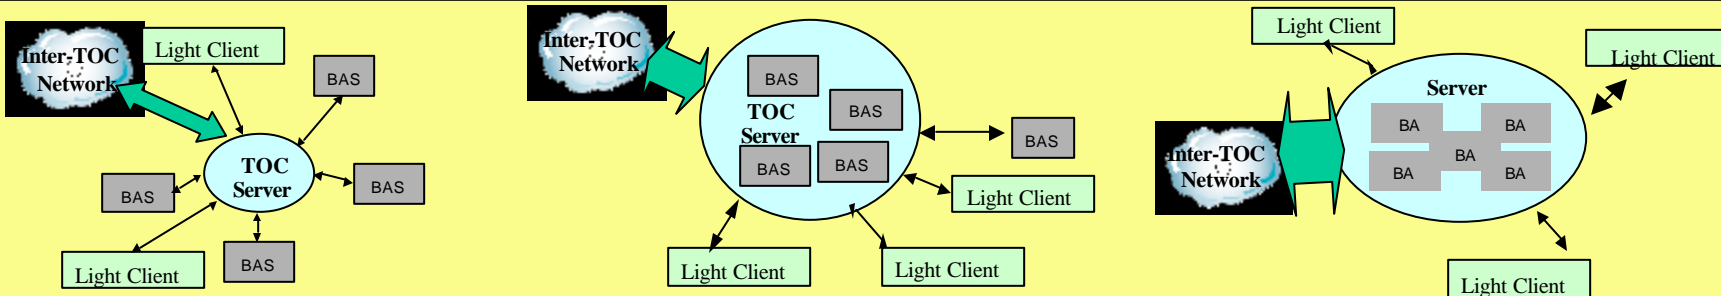 Inter-TOC
Network
Light Client
BAS
TOC
Server
BAS
BAS
Light Client
BAS
Inter-TOC
Network
BAS
TOC
Server
BAS
BAS
BAS
BAS
Light Client
Light Client
Light Client
Light Client
Light Client
Server
BA
BA
BA
BA
BA
Inter-TOC
Network
Light Client